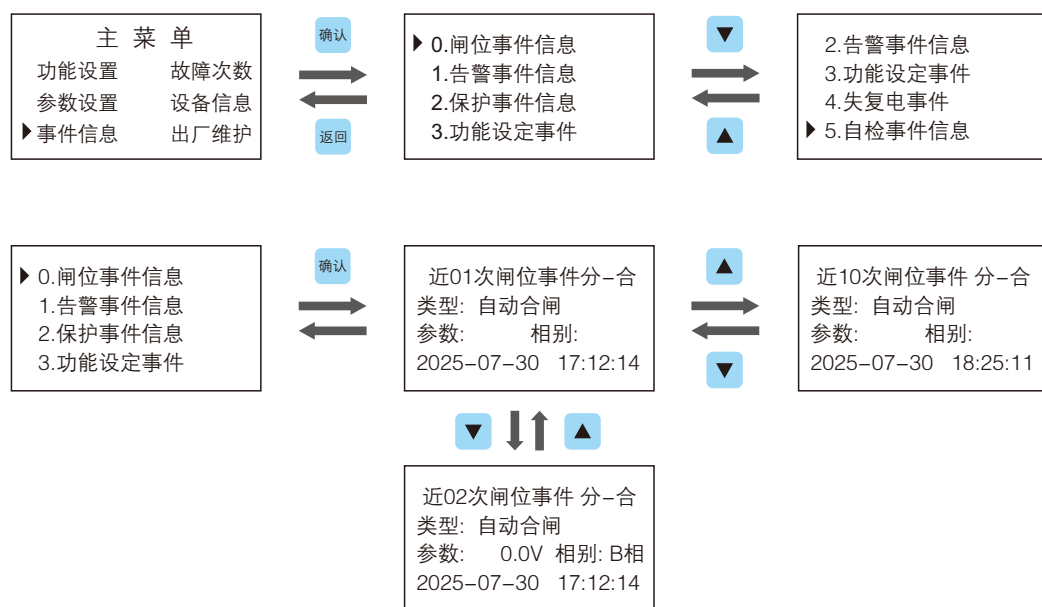 主 菜 单
功能设置 故障次数
参数设置 设备信息
事件信息 出厂维护
确认
返回
0.闸位事件信息
1.告警事件信息
2.保护事件信息
3.功能设定事件
▼
▲
2.告警事件信息
3.功能设定事件
4.失复电事件
5.自检事件信息
0.闸位事件信息
1.告警事件信息
2.保护事件信息
3.功能设定事件
确认
近01次闸位事件分-合
类型: 自动合闸
参数: 相别:
2025-07-30 17:12:14
▲
▼
近10次闸位事件 分-合
类型: 自动合闸
参数: 相别:
2025-07-30 18:25:11
▼ ▲
近02次闸位事件 分-合
类型: 自动合闸
参数: 0.0V 相别: B相
2025-07-30 17:12:14